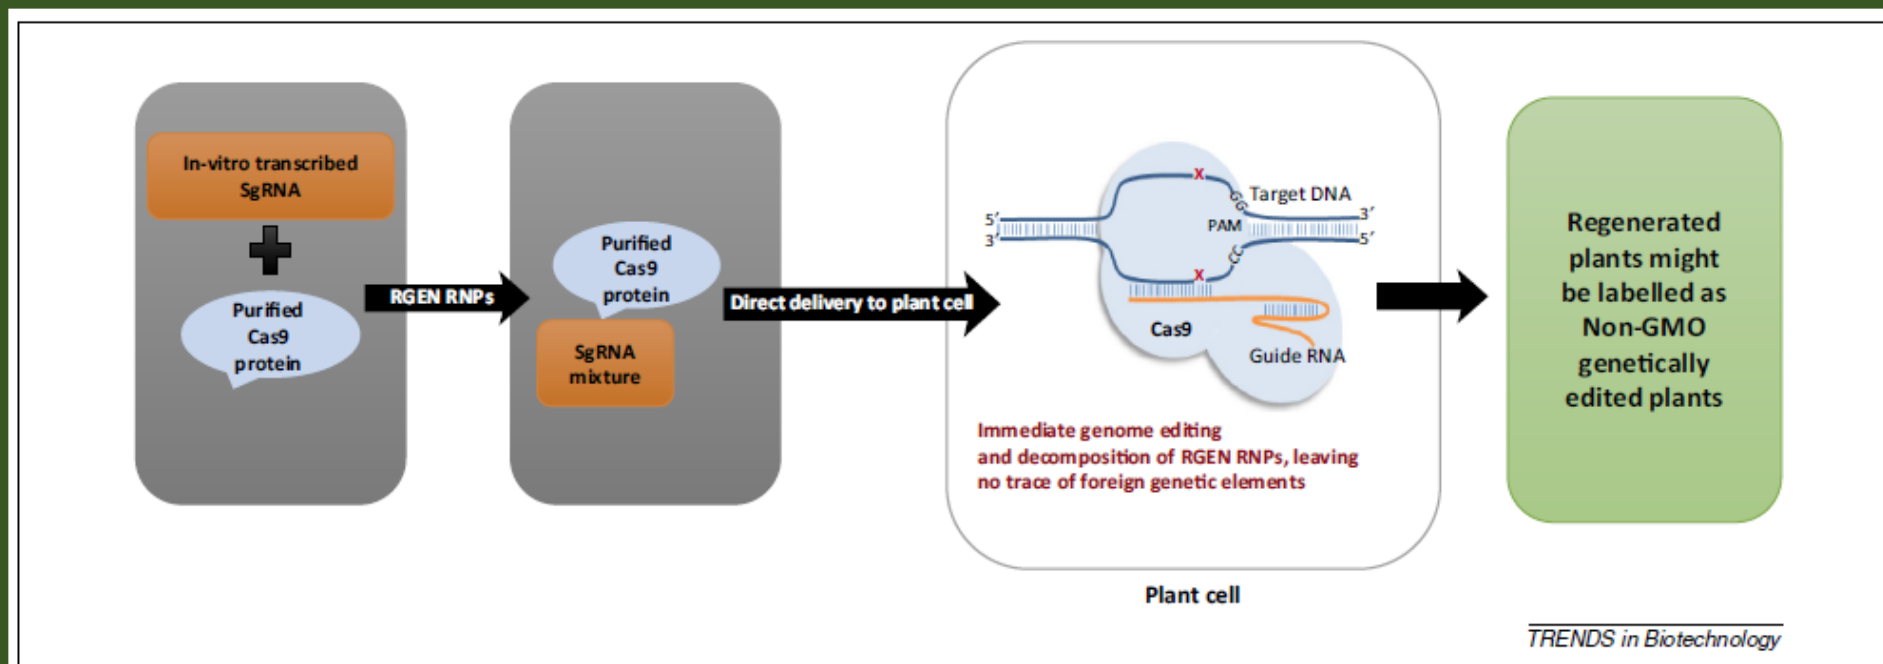 In-vitro transcribed
SgRNA
Purified
Cas9
protein
RGEN RNPs
Purified
Cas9
protein
SgRNA
mixture
Direct delivery to plant cell
5′
3′
X
GG
Target DNA
PAM
3′
5′
CC
X
Cas9
Guide RNA
Immediate genome editing
and decomposition of RGEN RNPs, leaving
no trace of foreign genetic elements
Plant cell
Regenerated
plants might
be labelled as
Non-GMO
genetically
edited plants
TRENDS in Biotechnology